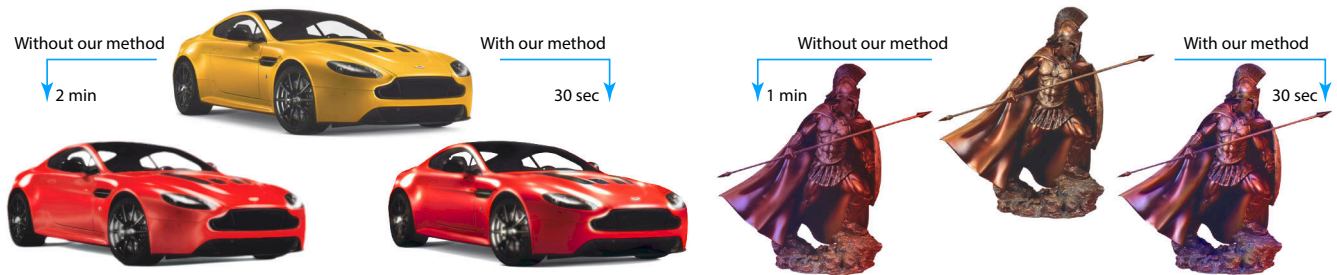 Without our method
2 min
With our method
30 sec
Without our method
1 min
With our method
30 sec